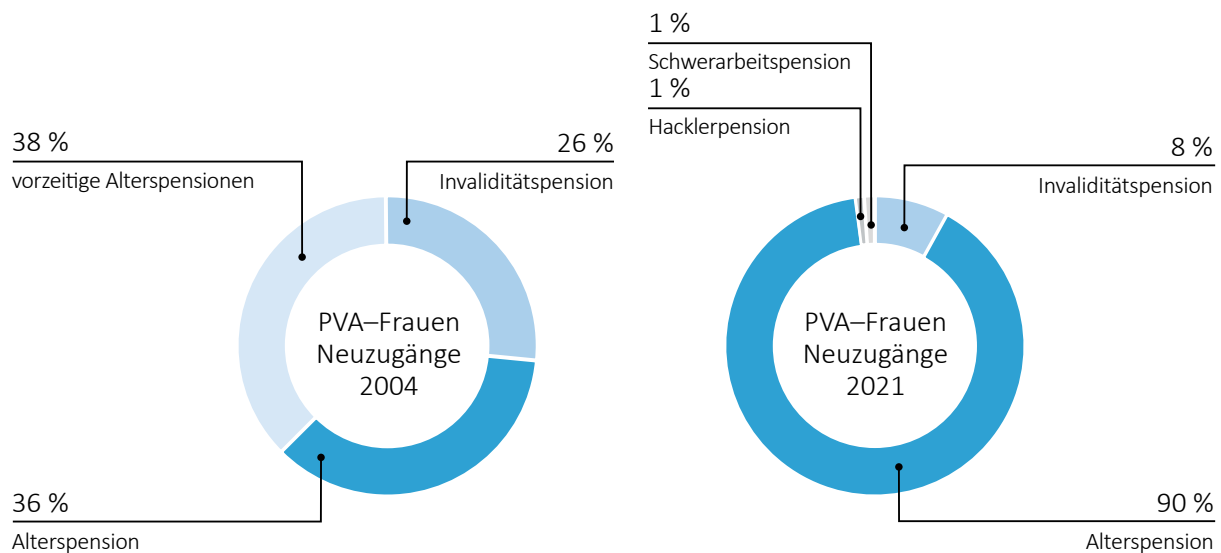 38 %
vorzeitige Alterspensionen
26 %
Invaliditätspension
PVA–Frauen
Neuzugänge
2004
36 %
Alterspension
1 %
Schwerarbeitspension
1 %
Hacklerpension
8 %
Invaliditätspension
PVA–Frauen
Neuzugänge
2021
90 %
Alterspension